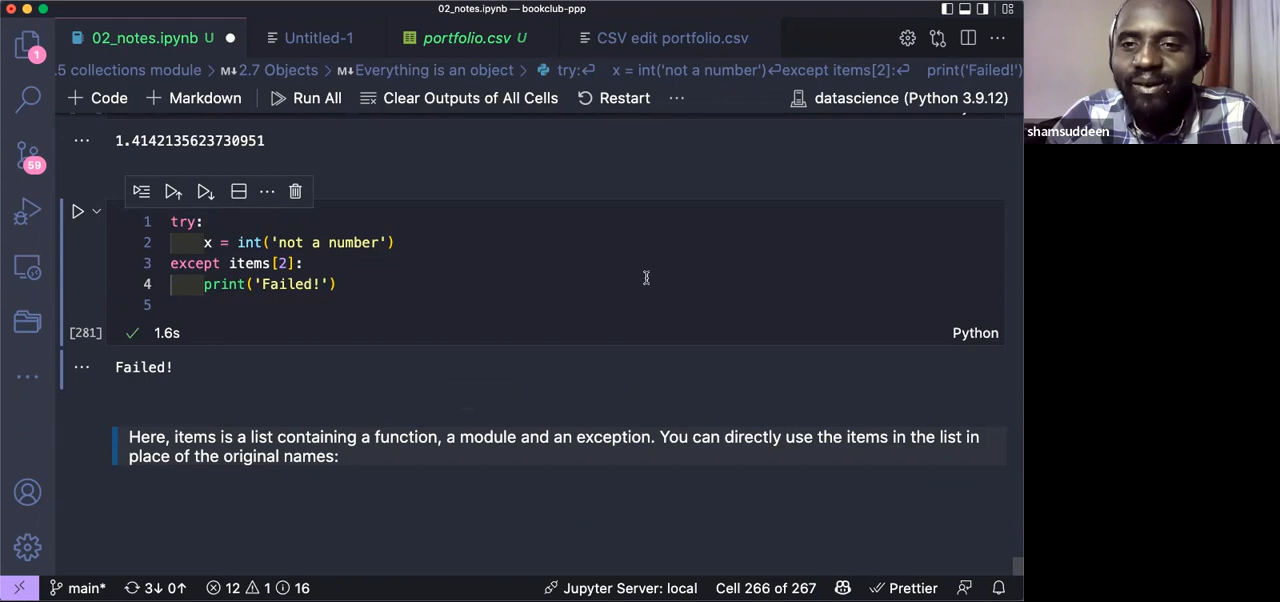 02_notes.ipynb — bookclub-ppp
02_notes.ipynb U
Untitled-1
portfolio.csv U
CSV edit portfolio.csv
1
.5 collections module > M↓2.7 Objects > M↓Everything is an object > try:↵ x = int('not a number')↵except items[2]:↵ print('Failed!')
+ Code + Markdown
Run All
Clear Outputs of All Cells
Restart
...
datascience (Python 3.9.12)
shamsuddeen
... 1.4142135623730951
59
1 try:
2 x = int('not a number')
3 except items[2]:
4 print('Failed!')
5
[281] ✓ 1.6s
Python
... Failed!
Here, items is a list containing a function, a module and an exception. You can directly use the items in the list in
place of the original names:
main* 3↓ 0↑ 12 1 16
Jupyter Server: local
Cell 266 of 267
Prettier